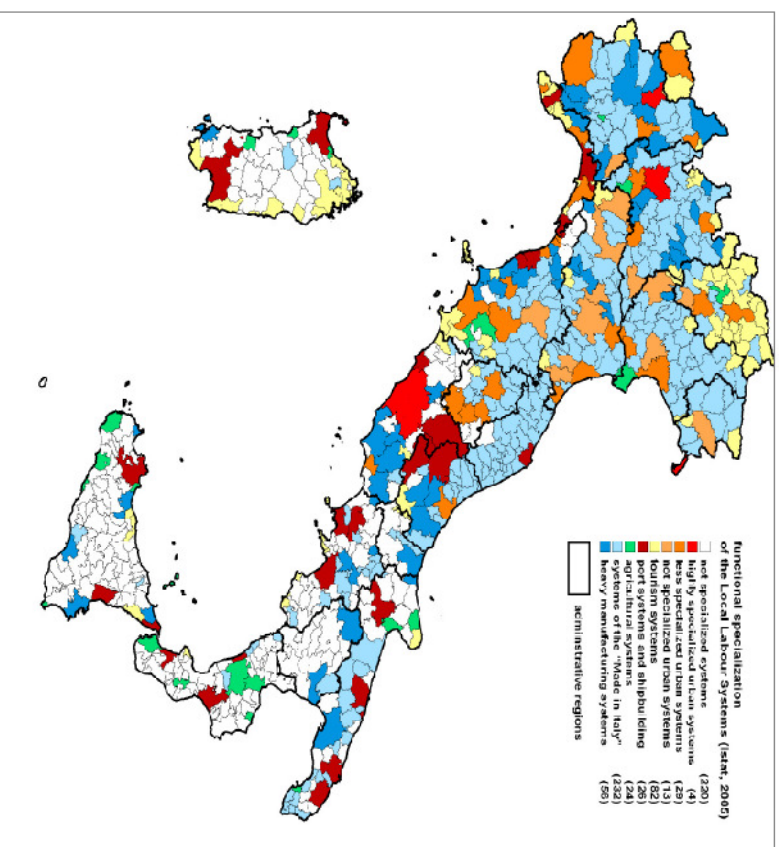 functional specialization
of the Local Labour Systems (Istat, 2005)
not specialized systems (220)
highly specialized urban systems (4)
less specialized urban systems (29)
not specialized urban systems (13)
tourism systems (82)
port systems and shipbuilding (26)
agricultural systems (24)
systems of the "Made in Italy" (232)
heavy manufacturing systems (56)
administrative regions